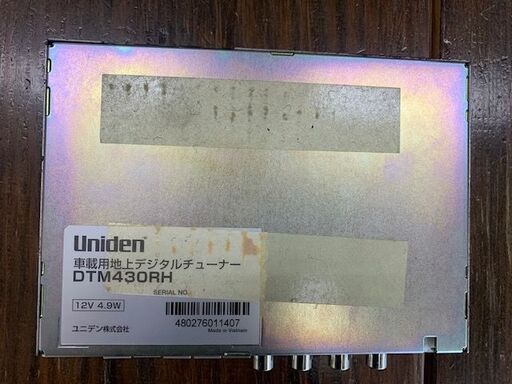 Uniden
車載用地上デジタルチューナー
DTM430RH
SERIAL NO.
12V 4.9W
480276011407
ユニデン株式会社
Made in Vietnam